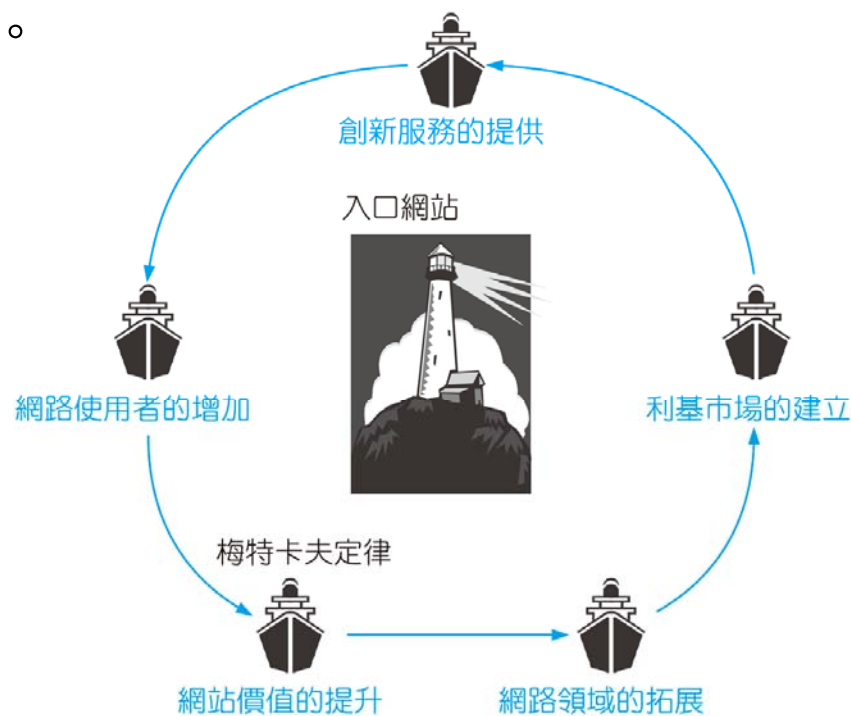 。
創新服務的提供
入口網站
網路使用者的增加
利基市場的建立
梅特卡夫定律
網站價值的提升
網路領域的拓展